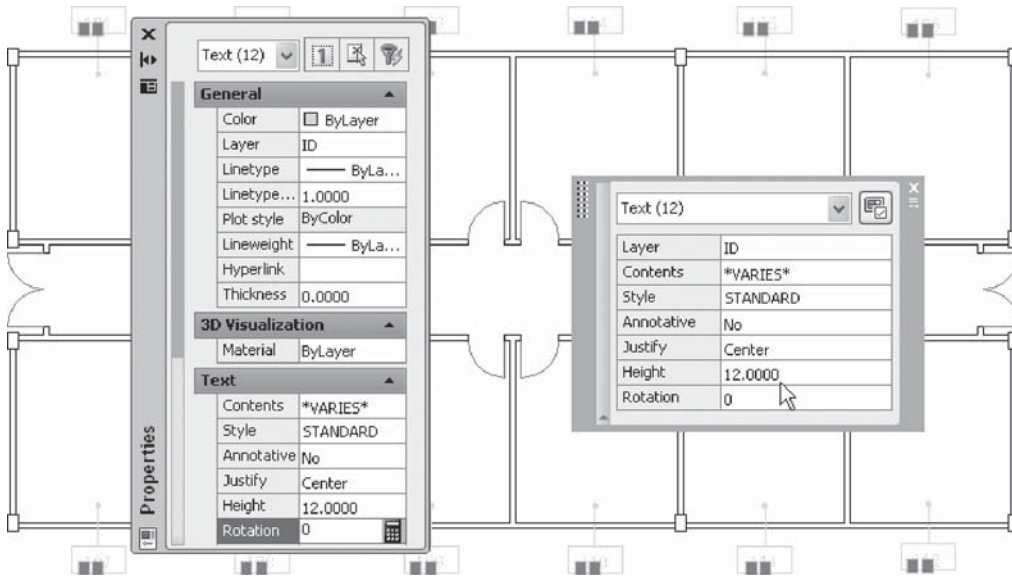 Text (12)
1
General
Color ByLayer
Layer ID
Linetype ByLa...
Linetype... 1.0000
Plot style ByColor
Lineweight ByLa...
Hyperlink
Thickness 0.0000
3D Visualization
Material ByLayer
Text
Contents *VARIES*
Style STANDARD
Annotative No
Justify Center
Height 12.0000
Rotation 0
Properties
Text (12)
Layer ID
Contents *VARIES*
Style STANDARD
Annotative No
Justify Center
Height 12.0000
Rotation 0